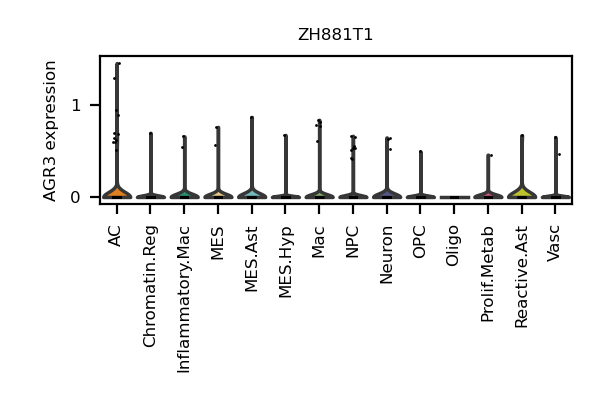 ZH881T1
AGR3 expression
1
0
AC
Chromatin.Reg
Inflammatory.Mac
MES
MES.Ast
MES.Hyp
Mac
NPC
Neuron
OPC
Oligo
Prolif.Metab
Reactive.Ast
Vasc